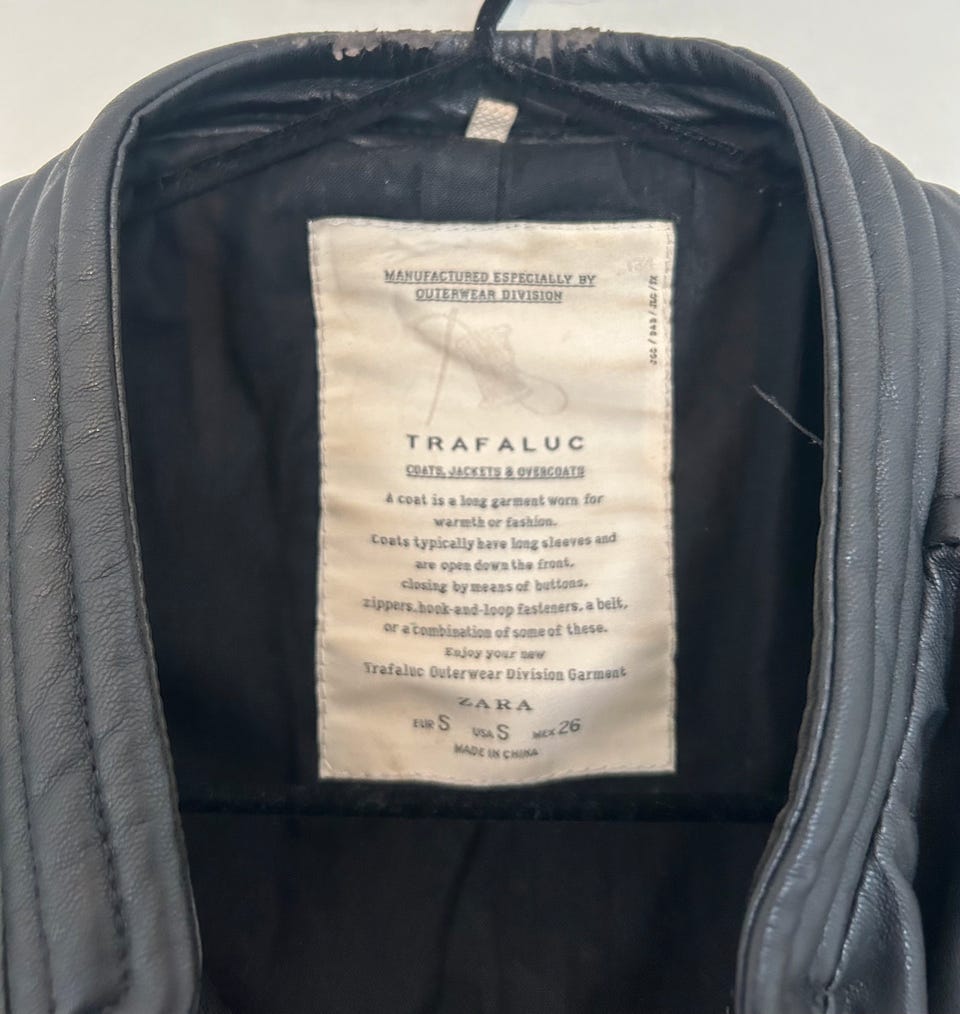 MANUFACTURED ESPECIALLY BY
OUTERWEAR DIVISION
TRAFALUC
COATS, JACKETS & OVERCOATS
A coat is a long garment worn for
warmth or fashion.
Coats typically have long sleeves and
are open down the front,
closing by means of buttons,
zippers, hook-and-loop fasteners, a belt,
or a combination of some of these.
Enjoy your new
Trafaluc Outerwear Division Garment
ZARA
EUR S USA S MEX 26
MADE IN CHINA